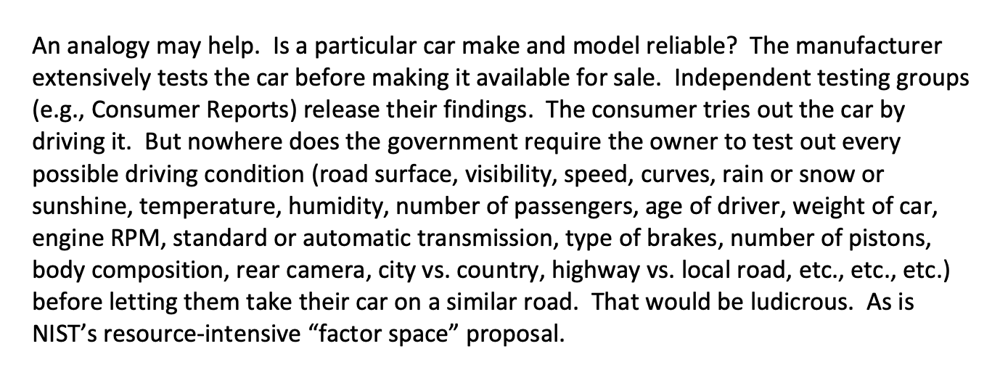 An analogy may help.  Is a particular car make and model reliable?  The manufacturer
extensively tests the car before making it available for sale.  Independent testing groups
(e.g., Consumer Reports) release their findings.  The consumer tries out the car by
driving it.  But nowhere does the government require the owner to test out every
possible driving condition (road surface, visibility, speed, curves, rain or snow or
sunshine, temperature, humidity, number of passengers, age of driver, weight of car,
engine RPM, standard or automatic transmission, type of brakes, number of pistons,
body composition, rear camera, city vs. country, highway vs. local road, etc., etc., etc.)
before letting them take their car on a similar road.  That would be ludicrous.  As is
NIST’s resource-intensive “factor space” proposal.